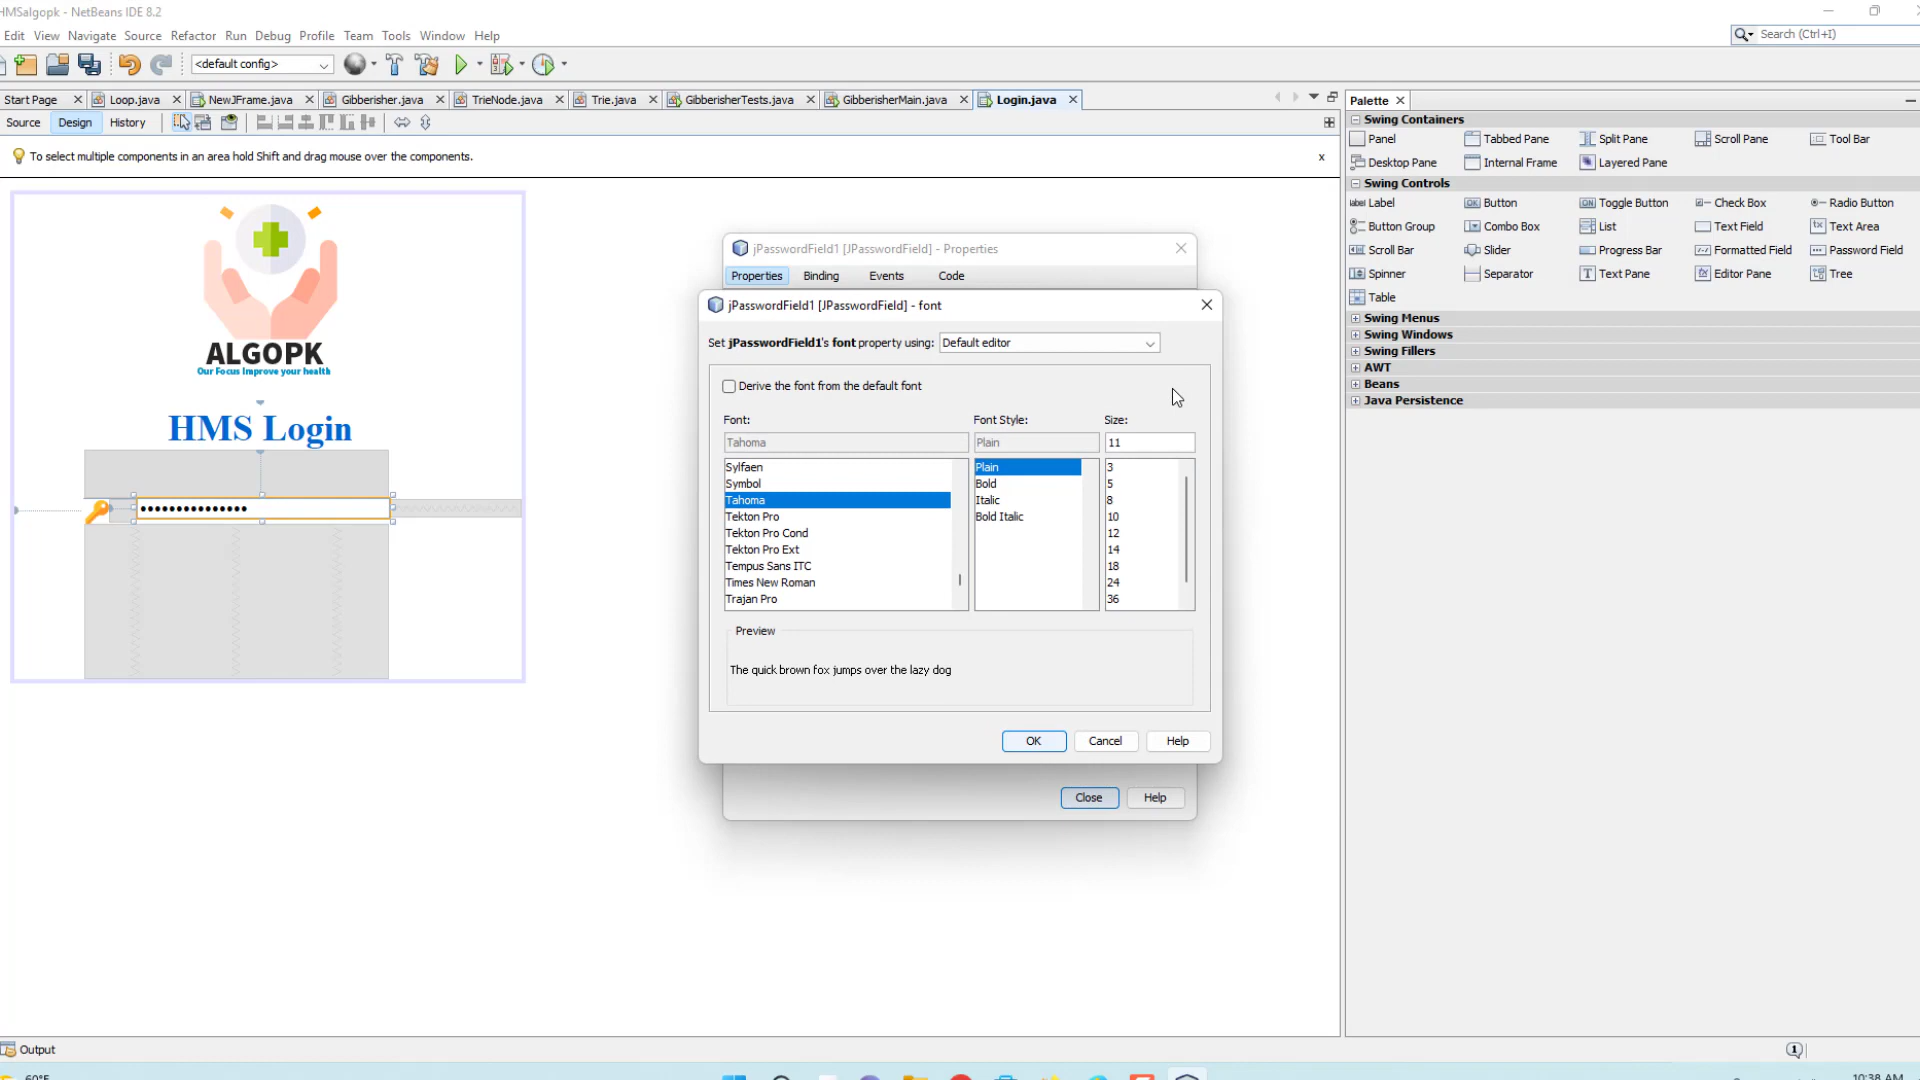 HMSalgopk - NetBeans IDE 8.2
Edit View Navigate Source Refactor Run Debug Profile Team Tools Window Help
Search (Ctrl+I)
<default config>
Start Page Loop.java NewJFrame.java Gibberisher.java TrieNode.java Trie.java GibberisherTests.java GibberisherMain.java Login.java
Source Design History
To select multiple components in an area hold Shift and drag mouse over the components.
x
ALGOPK
Our Focus Improve your health
HMS Login
jPasswordField1 [JPasswordField] - Properties
Properties Binding Events Code
jPasswordField1 [JPasswordField] - font
Set jPasswordField1's font property using: Default editor
Derive the font from the default font
Font: Font Style: Size:
Tahoma Plain 11
Sylfaen Plain 3
Symbol Bold 5
Tahoma Italic 8
Tekton Pro Bold Italic 10
Tekton Pro Cond 12
Tekton Pro Ext 14
Tempus Sans ITC 18
Times New Roman 24
Trajan Pro 36
Preview
The quick brown fox jumps over the lazy dog
OK Cancel Help
Close Help
Palette
Swing Containers
Panel Tabbed Pane Split Pane Scroll Pane Tool Bar
Desktop Pane Internal Frame Layered Pane
Swing Controls
Label Button Toggle Button Check Box Radio Button
Button Group Combo Box List Text Field Text Area
Scroll Bar Slider Progress Bar Formatted Field Password Field
Spinner Separator Text Pane Editor Pane Tree
Table
Swing Menus
Swing Windows
Swing Fillers
AWT
Beans
Java Persistence
Output
1
60°F
10:38 AM